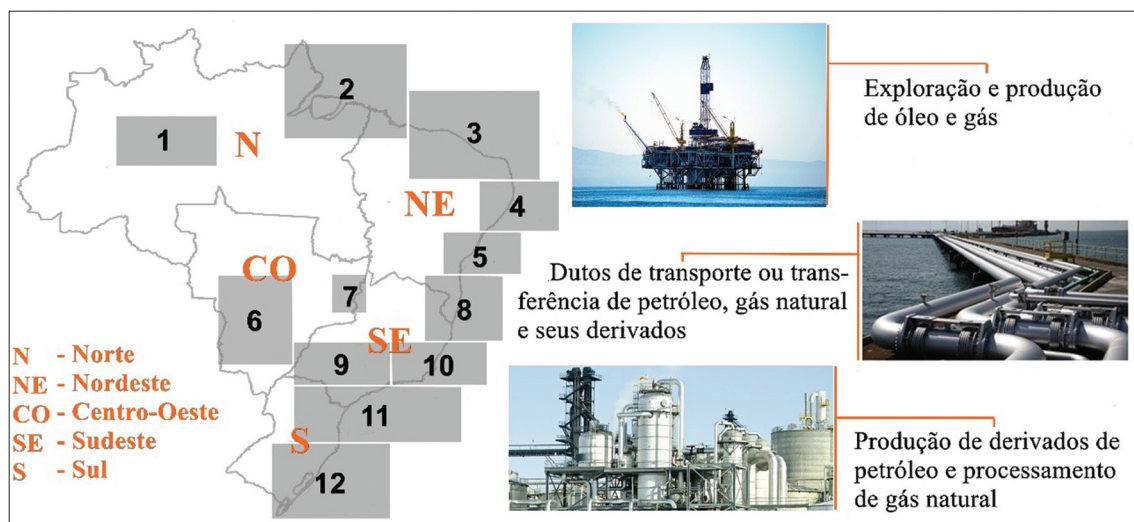 1
2
3
4
5
6
7
8
9
10
11
12
N
NE
CO
SE
S
N - Norte
NE - Nordeste
CO - Centro-Oeste
SE - Sudeste
S - Sul
Exploração e produção
de óleo e gás
Dutos de transporte ou trans-
ferência de petróleo, gás natural
e seus derivados
Produção de derivados de
petróleo e processamento
de gás natural